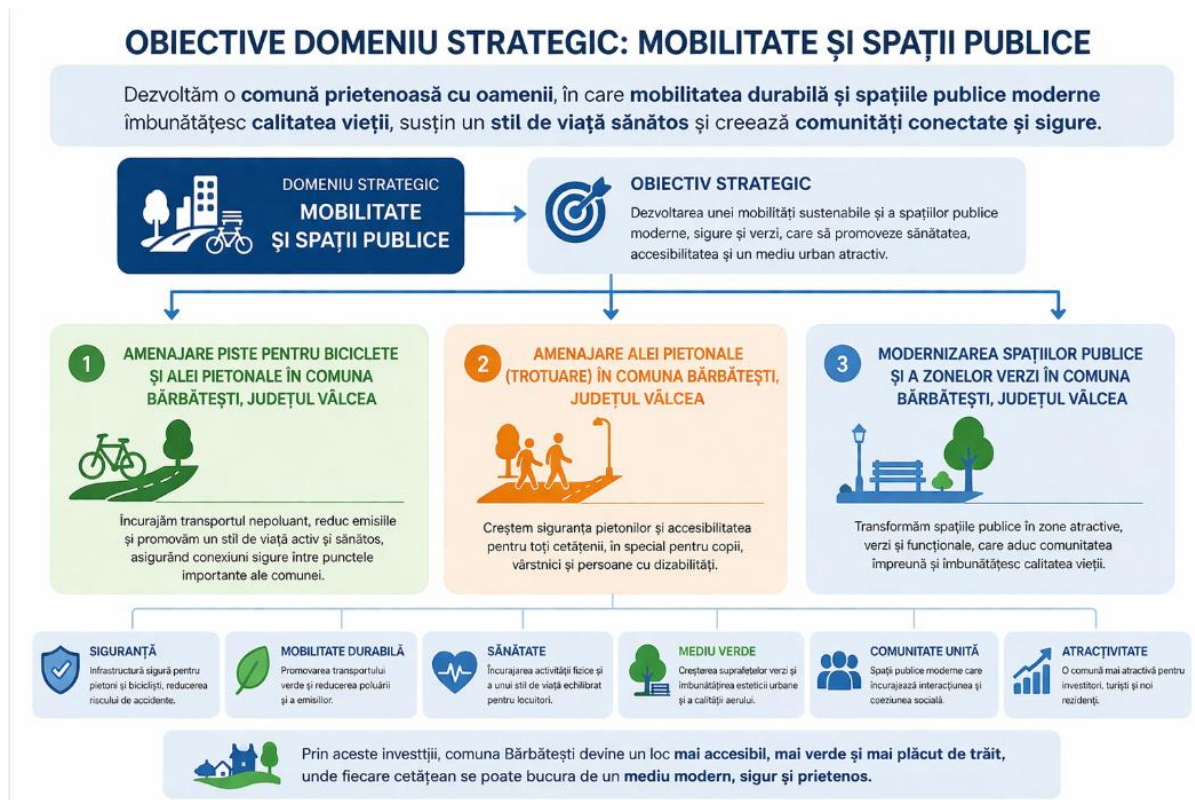 OBIECTIVE DOMENIU STRATEGIC: MOBILITATE ȘI SPAȚII PUBLICE
Dezvoltăm o comună prietenoasă cu oamenii, în care mobilitatea durabilă și spațiile publice moderne
îmbunătățesc calitatea vieții, susțin un stil de viață sănătos și creează comunități conectate și sigure.
DOMENIU STRATEGIC
MOBILITATE
ȘI SPAȚII PUBLICE
OBIECTIV STRATEGIC
Dezvoltarea unei mobilități sustenabile și a spațiilor publice
moderne, sigure și verzi, care să promoveze sănătatea,
accesibilitatea și un mediu urban atractiv.
1
AMENAJARE PISTE PENTRU BICICLETE
ȘI ALEI PIETONALE ÎN COMUNA
BĂRBĂTEȘTI, JUDEȚUL VÂLCEA
Încurajăm transportul nepoluant, reduc emisiile
și promovăm un stil de viață activ și sănătos,
asigurând conexiuni sigure între punctele
importante ale comunei.
2
AMENAJARE ALEI PIETONALE
(TROTUARE) ÎN COMUNA BĂRBĂTEȘTI,
JUDEȚUL VÂLCEA
Creștem siguranța pietonilor și accesibilitatea
pentru toți cetățenii, în special pentru copii,
vârstnici și persoane cu dizabilități.
3
MODERNIZAREA SPAȚIILOR PUBLICE
ȘI A ZONELOR VERZI ÎN COMUNA
BĂRBĂTEȘTI, JUDEȚUL VÂLCEA
Transformăm spațiile publice în zone atractive,
verzi și funcționale, care aduc comunitatea
împreună și îmbunătățesc calitatea vieții.
SIGURANȚĂ
Infrastructură sigură pentru
pietoni și bicicliști, reducerea
riscului de accidente.
MOBILITATE DURABILĂ
Promovarea transportului
verde și reducerea poluării
și a emisiilor.
SĂNĂTATE
Încurajarea activității fizice și
a unui stil de viață echilibrat
pentru locuitori.
MEDIU VERDE
Creșterea suprafețelor verzi și
îmbunătățirea esteticii urbane
și a calității aerului.
COMUNITATE UNITĂ
Spații publice moderne care
încurajează interacțiunea și
coeziunea socială.
ATRACȚIVITATE
O comună mai atractivă pentru
investitori, turiști și noi
rezidenți.
Prin aceste investtjii, comuna Bărbătești devine un loc mai accesibil, mai verde și mai plăcut de trăit,
unde fiecare cetățean se poate bucura de un mediu modern, sigur și prietenos.